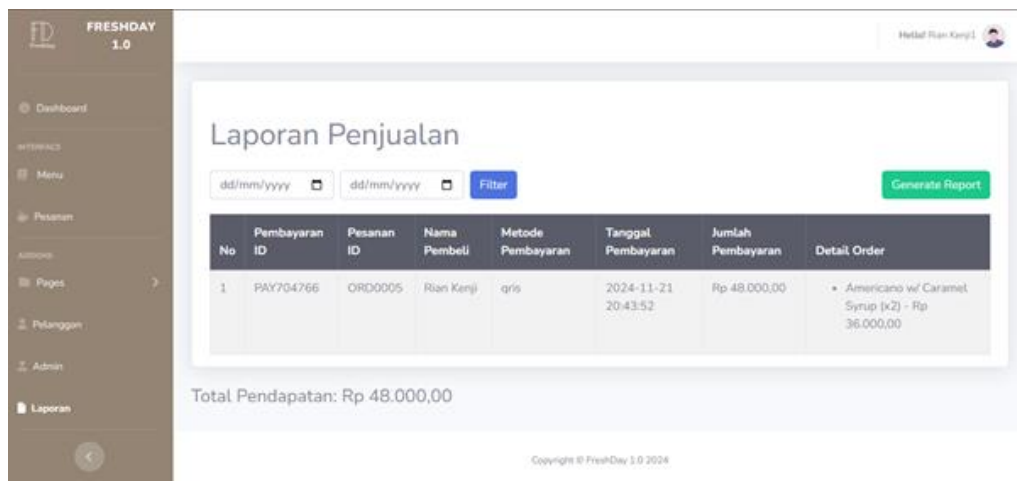 FRESHDAY
1.0
Hello! Rian Kenji1
Dashboard
INTERFACE
Menu
Pesanan
ADDONS
Pages
Pelanggan
Admin
Laporan
Laporan Penjualan
dd/mm/yyyy dd/mm/yyyy Filter Generate Report
No Pembayaran ID Pesanan ID Nama Pembeli Metode Pembayaran Tanggal Pembayaran Jumlah Pembayaran Detail Order
1 PAY704766 ORD0005 Rian Kenji qris 2024-11-21 20:43:52 Rp 48.000,00 • Americano w/ Caramel Syrup (x2) - Rp 36.000,00
Total Pendapatan: Rp 48.000,00
Copyright © FreshDay 1.0 2024